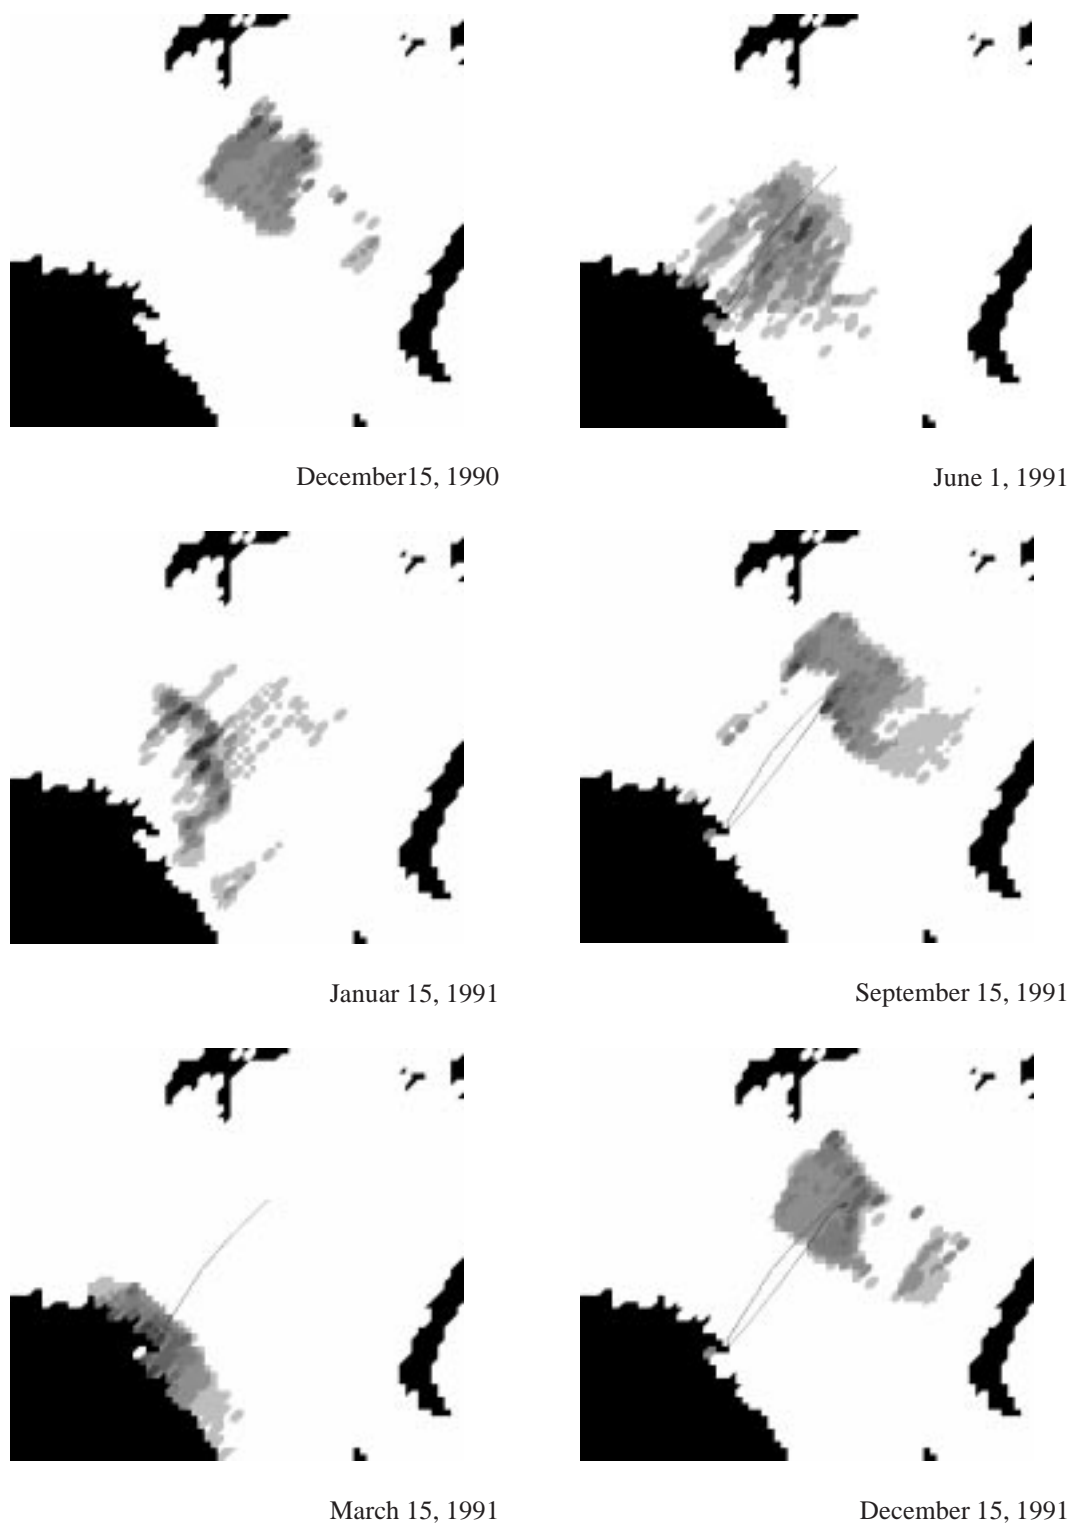 December15, 1990
June 1, 1991
Januar 15, 1991
September 15, 1991
March 15, 1991
December 15, 1991